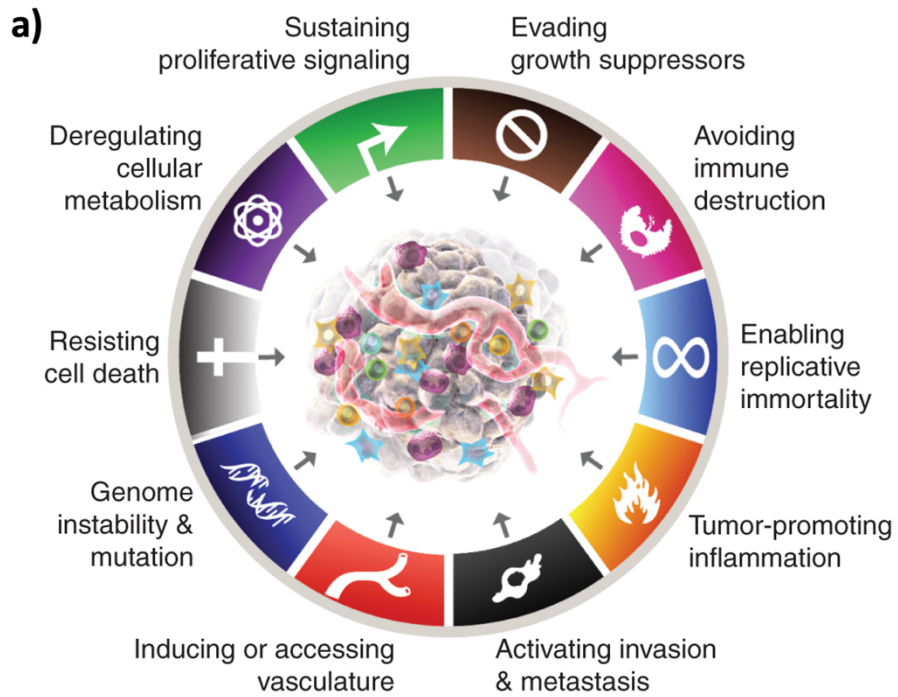 a)
Sustaining
proliferative signaling
Evading
growth suppressors
Deregulating
cellular
metabolism
Avoiding
immune
destruction
Resisting
cell death
Enabling
replicative
immortality
Genome
instability &
mutation
Tumor-promoting
inflammation
Inducing or accessing
vasculature
Activating invasion
& metastasis